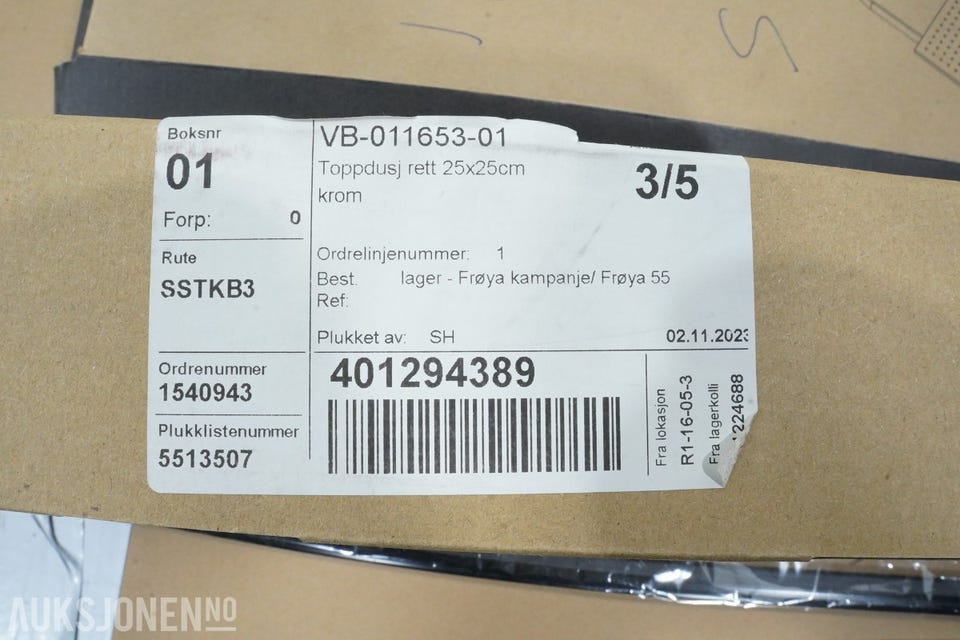 Boksnr
01
Forp: 0
Rute
SSTKB3
Ordrenummer
1540943
Plukklistenummer
5513507
VB-011653-01
Toppdusj rett 25x25cm
krom
3/5
Ordrelinjenummer: 1
Best. lager - Frøya kampanje/ Frøya 55
Ref:
Plukket av: SH
02.11.2023
401294389
Fra lokasjon
R1-16-05-3
Fra lagerkolli
1224688
AUKSJONEN.NO